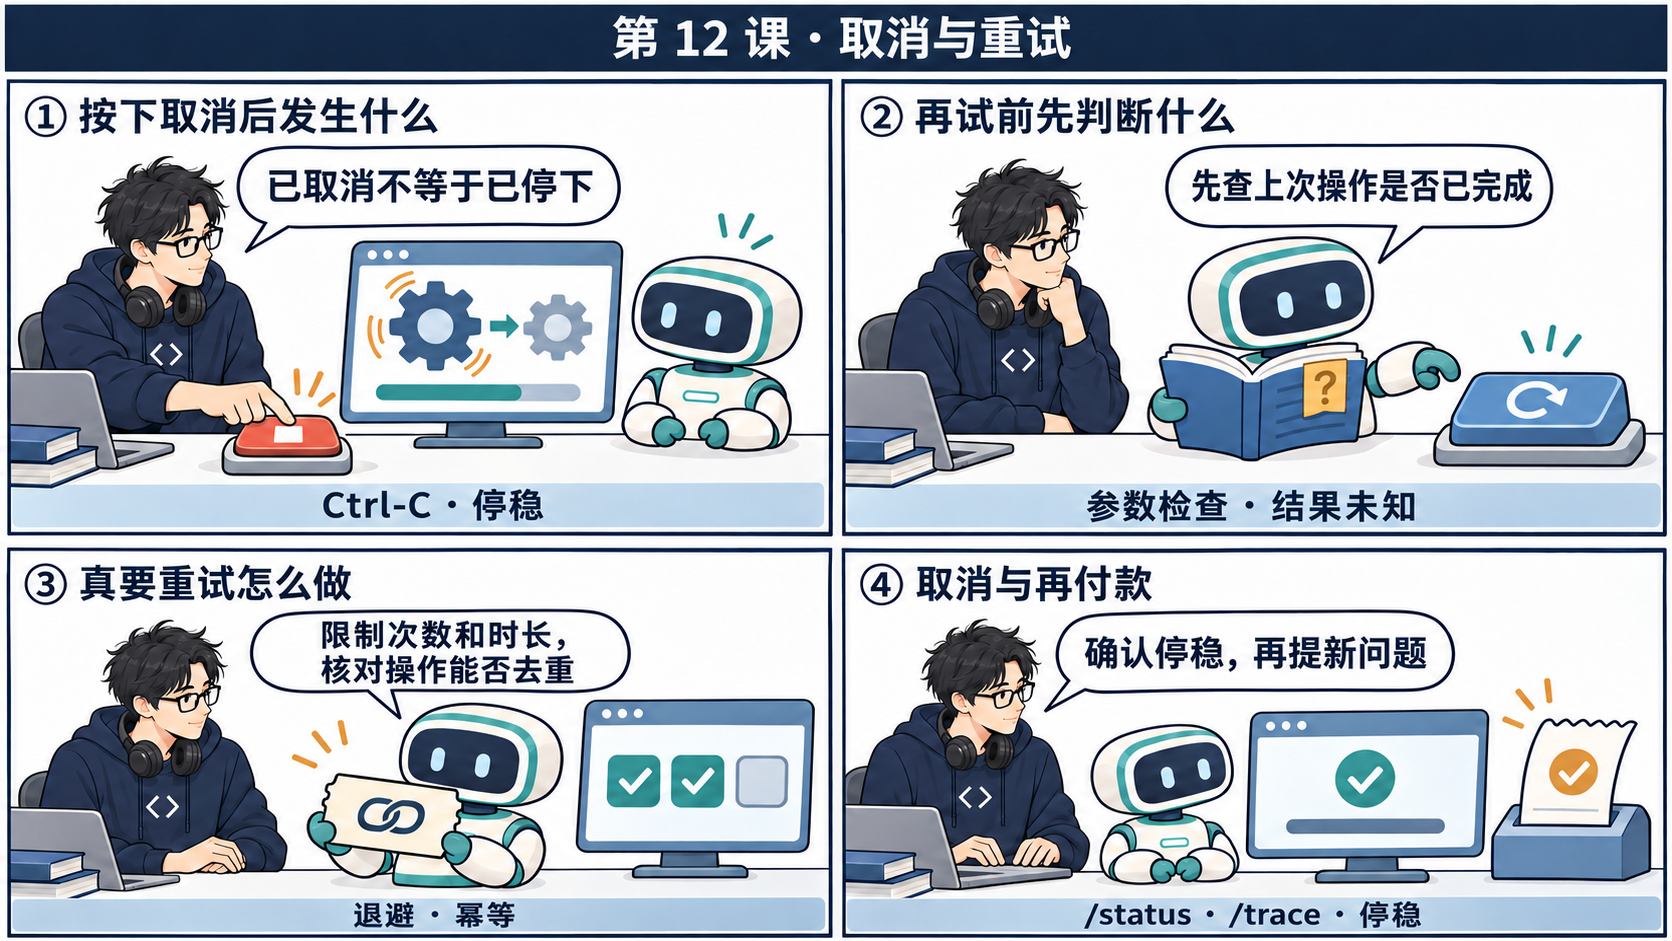 第 12 课 · 取消与重试
① 按下取消后发生什么
已取消不等于已停下
Ctrl-C · 停稳
② 再试前先判断什么
先查上次操作是否已完成
?
参数检查 · 结果未知
③ 真要重试怎么做
限制次数和时长，
核对操作能否去重
退避 · 幂等
④ 取消与再付款
确认停稳，再提新问题
/status · /trace · 停稳